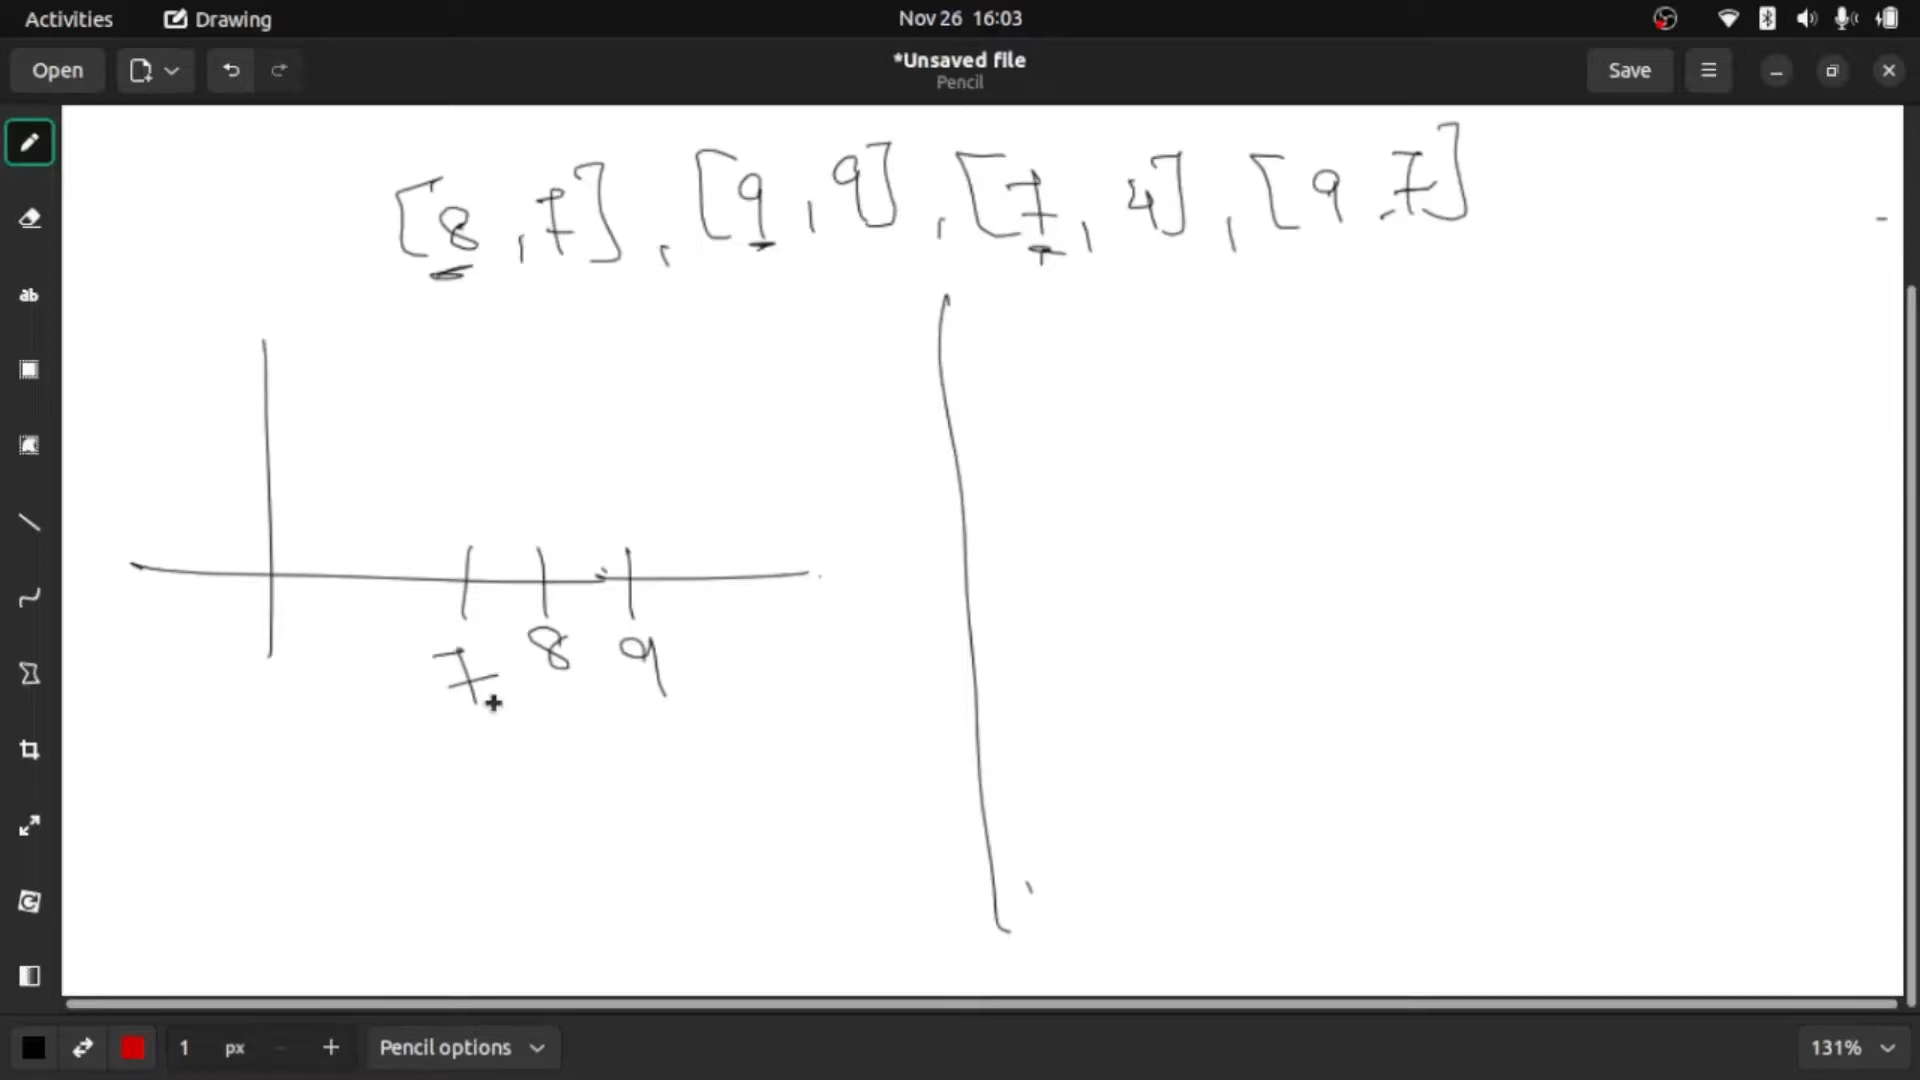 Activities Drawing Nov 26 16:03
Open *Unsaved file Save
Pencil
[8,7], [9,9], [7,4], [9,7]
ab
7 8 9
1 px - + Pencil options 131%